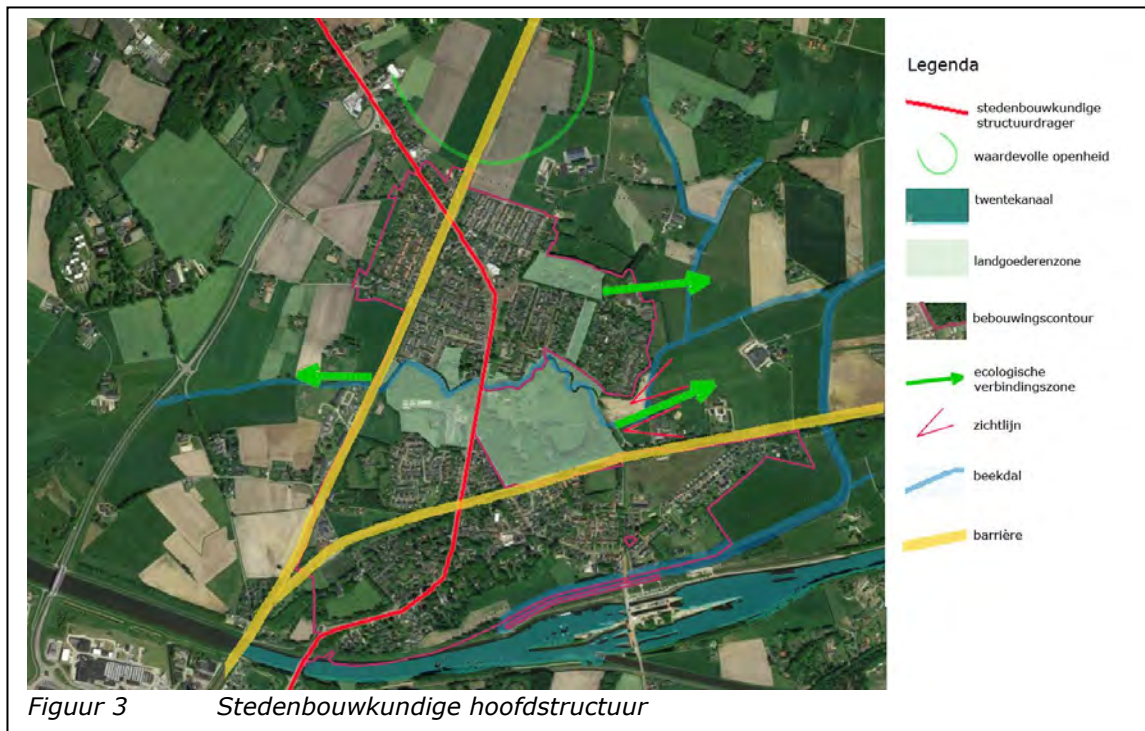 Legenda
stedenbouwkundige
structuurdrager
waardevolle openheid
twentekanaal
landgoederenzone
bebouwingscontour
ecologische
verbindingszone
zichtlijn
beekdal
barrière
Figuur 3 Stedenbouwkundige hoofdstructuur